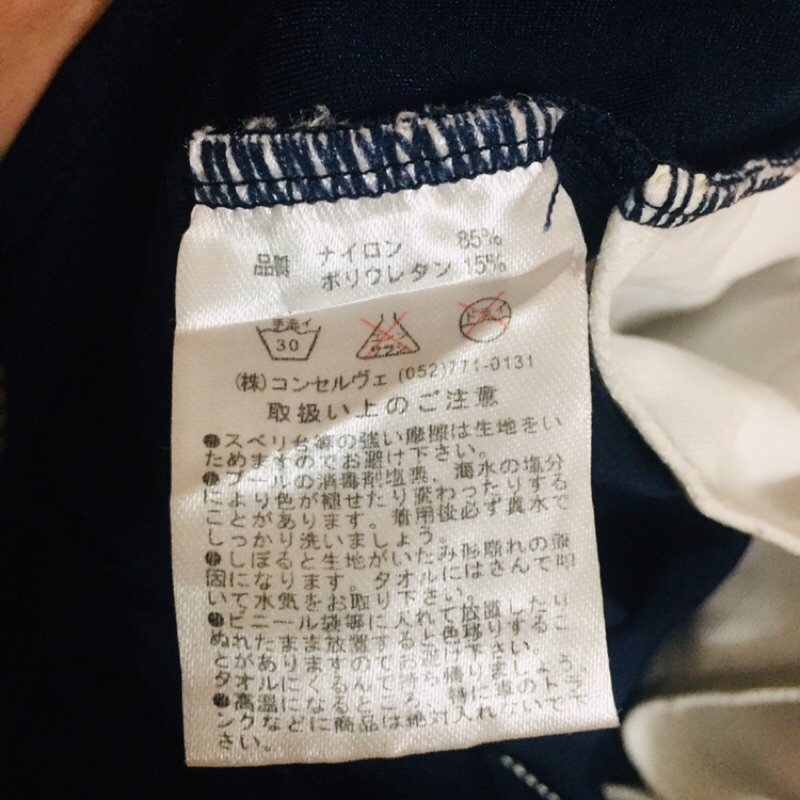 品質 ナイロン 85%
ポリウレタン 15%
手洗イ
30
エンソ
サラシ
ドライ
(株)コンセルヴェ (052)771-0131
取扱い上のご注意
●スベリ台等の強い摩擦は生地をい
ためますのでお避け下さい。
●プールの消毒剤塩素、海水の塩分
により色が褪せたり変わったりする
ことがあります。着用後必ず真水で
しっかり洗いましょう。
●しぼると生地がいたみ形崩れの原
因になります。タオルにはさんで叩
いて水気をお取り下さい。
●ビニール袋等に入れて放置したり
ぬれたまま放置すると色移りするこ
とがありますのでお避け下さい。
タオルにくるんで持ち帰りましょう。
●高温になるところ、特に車のトラ
ンクなどに商品は絶対入れないで下
さい。